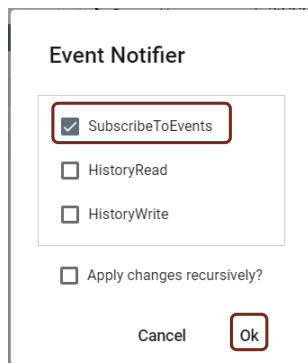 Event Notifier
SubscribeToEvents
HistoryRead
HistoryWrite
Apply changes recursively?
Cancel Ok